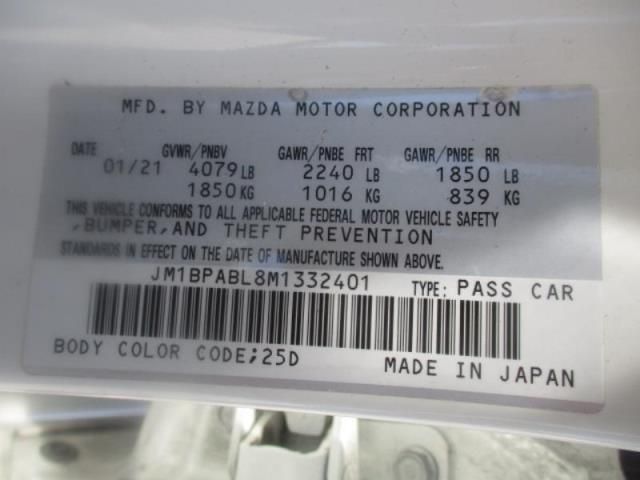 MFD. BY MAZDA MOTOR CORPORATION
DATE GVWR/PNBV GAWR/PNBE FRT GAWR/PNBE RR
01/21 4079 LB 2240 LB 1850 LB
1850 KG 1016 KG 839 KG
THIS VEHICLE CONFORMS TO ALL APPLICABLE FEDERAL MOTOR VEHICLE SAFETY
,BUMPER,AND THEFT PREVENTION
STANDARDS IN EFFECT ON THE DATE OF MANUFACTURE SHOWN ABOVE.
JM1BPABL8M1332401 TYPE: PASS CAR
BODY COLOR CODE;25D MADE IN JAPAN